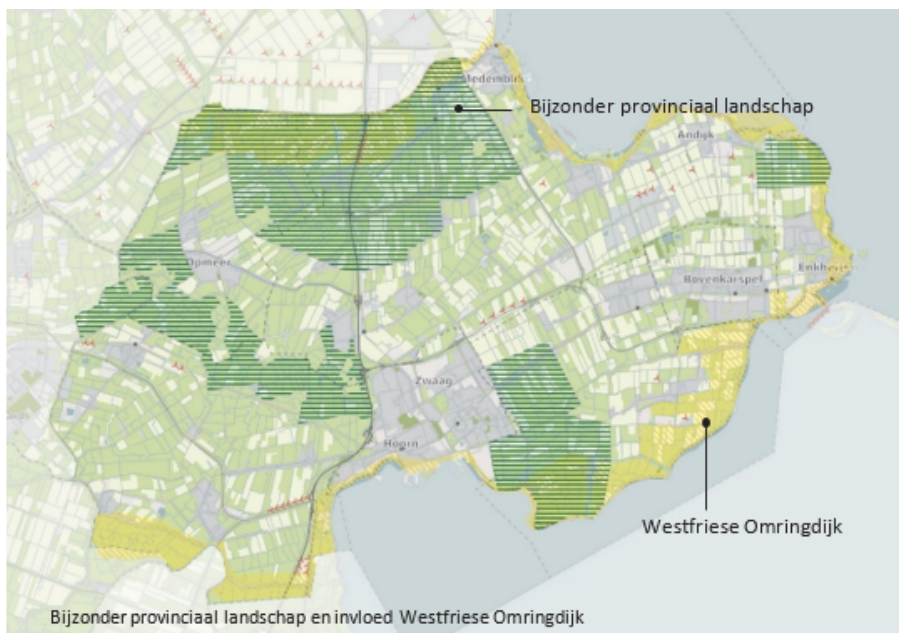 Medemblik
Bijzonder provinciaal landschap
Andijk
Opmeer
Enkhuizen
Bovenkarspel
Zwaag
Hoorn
Westfriese Omringdijk
Bijzonder provinciaal landschap en invloed Westfriese Omringdijk